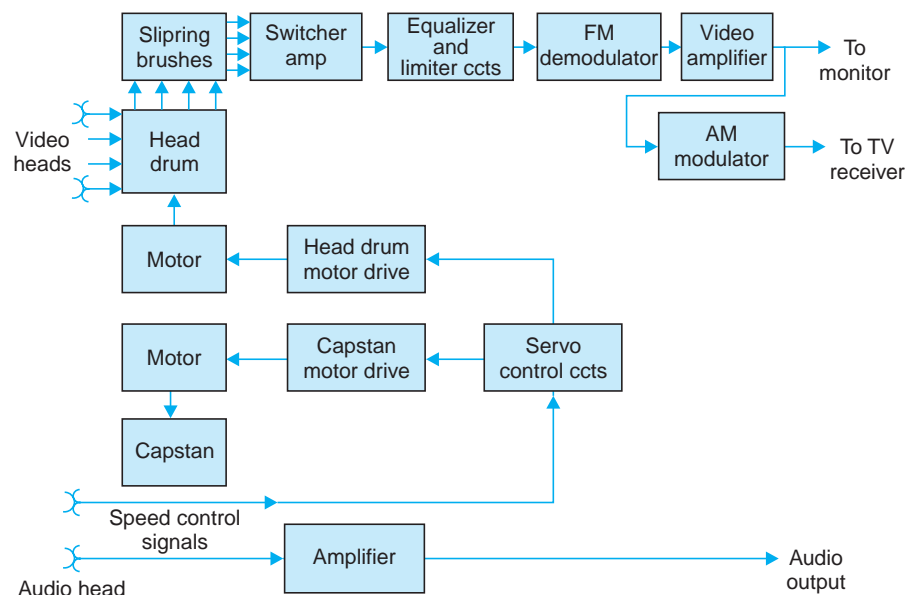 Slipring
brushes
Switcher
amp
Equalizer
and
limiter ccts
FM
demodulator
Video
amplifier
To
monitor
Video
heads
Head
drum
AM
modulator
To TV
receiver
Motor
Head drum
motor drive
Motor
Capstan
motor drive
Servo
control ccts
Capstan
Speed control
signals
Amplifier
Audio head
Audio
output